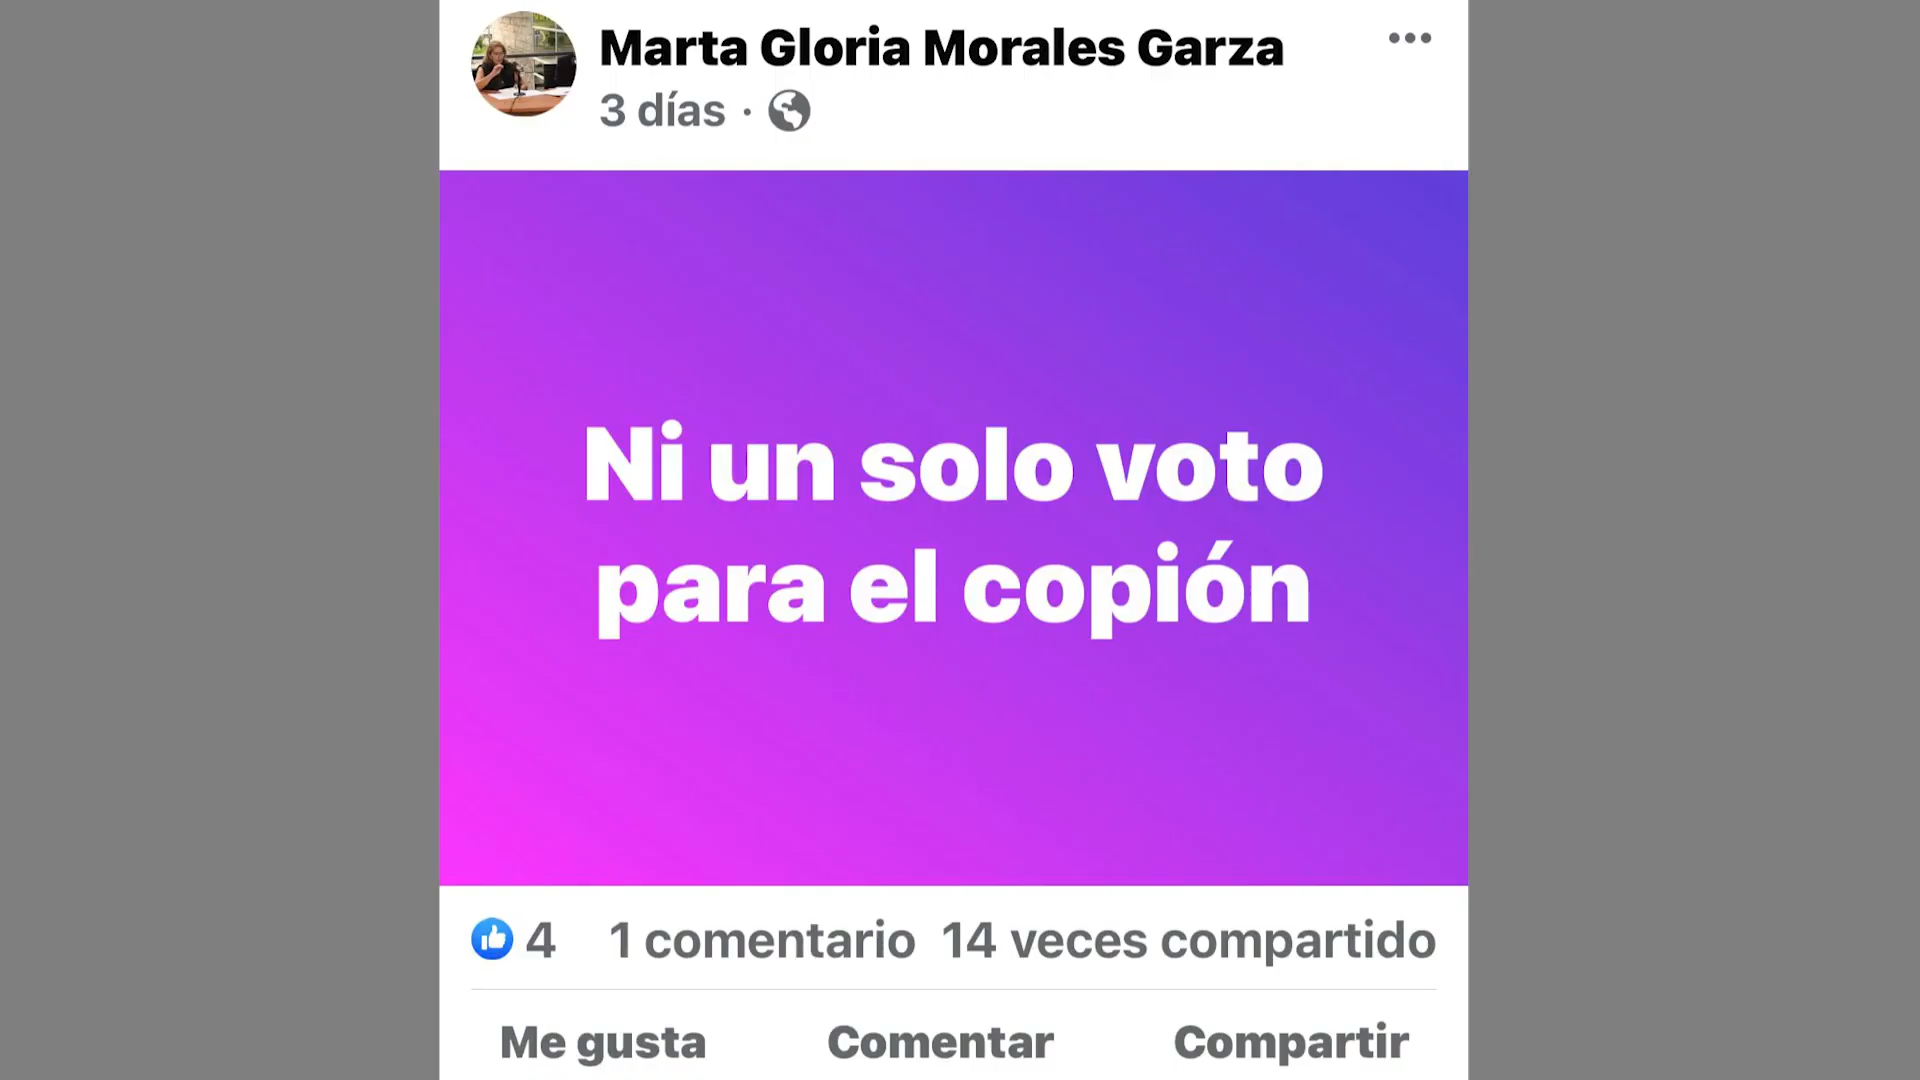 Marta Gloria Morales Garza
3 días ·
Ni un solo voto
para el copión
4 1 comentario 14 veces compartido
Me gusta Comentar Compartir